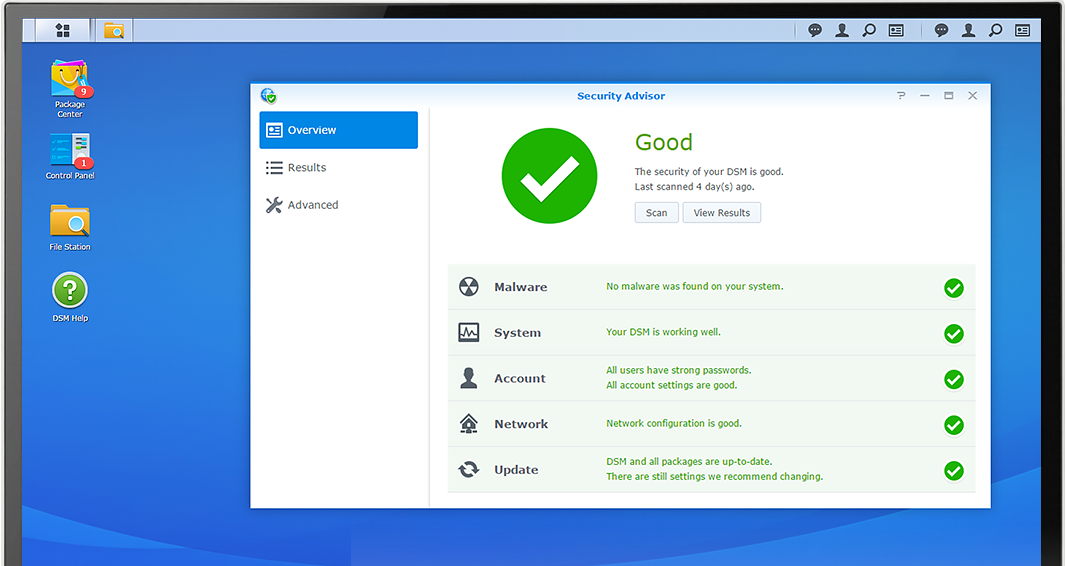 Package
Center
9
Control Panel
1
File Station
?
DSM Help
Security Advisor
?
Overview
Results
Advanced
Good
The security of your DSM is good.
Last scanned 4 day(s) ago.
Scan
View Results
Malware
No malware was found on your system.
System
Your DSM is working well.
Account
All users have strong passwords.
All account settings are good.
Network
Network configuration is good.
Update
DSM and all packages are up-to-date.
There are still settings we recommend changing.